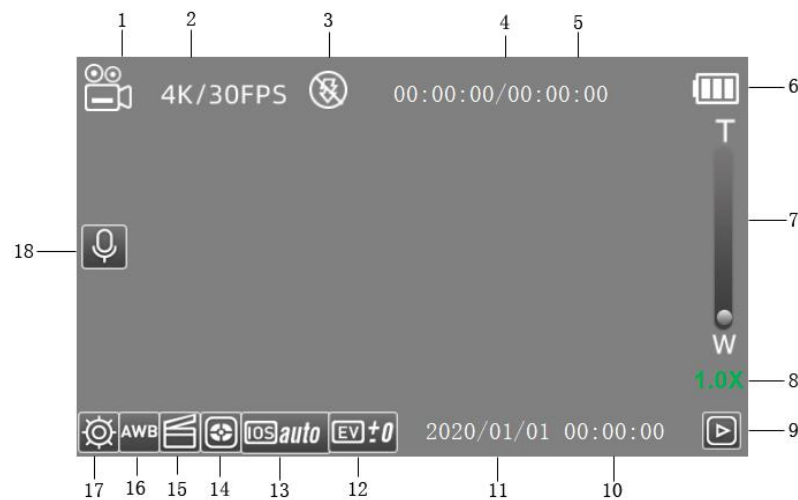 1 2 3 4 5
4K/30FPS 00:00:00/00:00:00 6
T
7
18
W
1.0X 8
AWB IOS auto EV ±0 2020/01/01 00:00:00 9
17 16 15 14 13 12 11 10